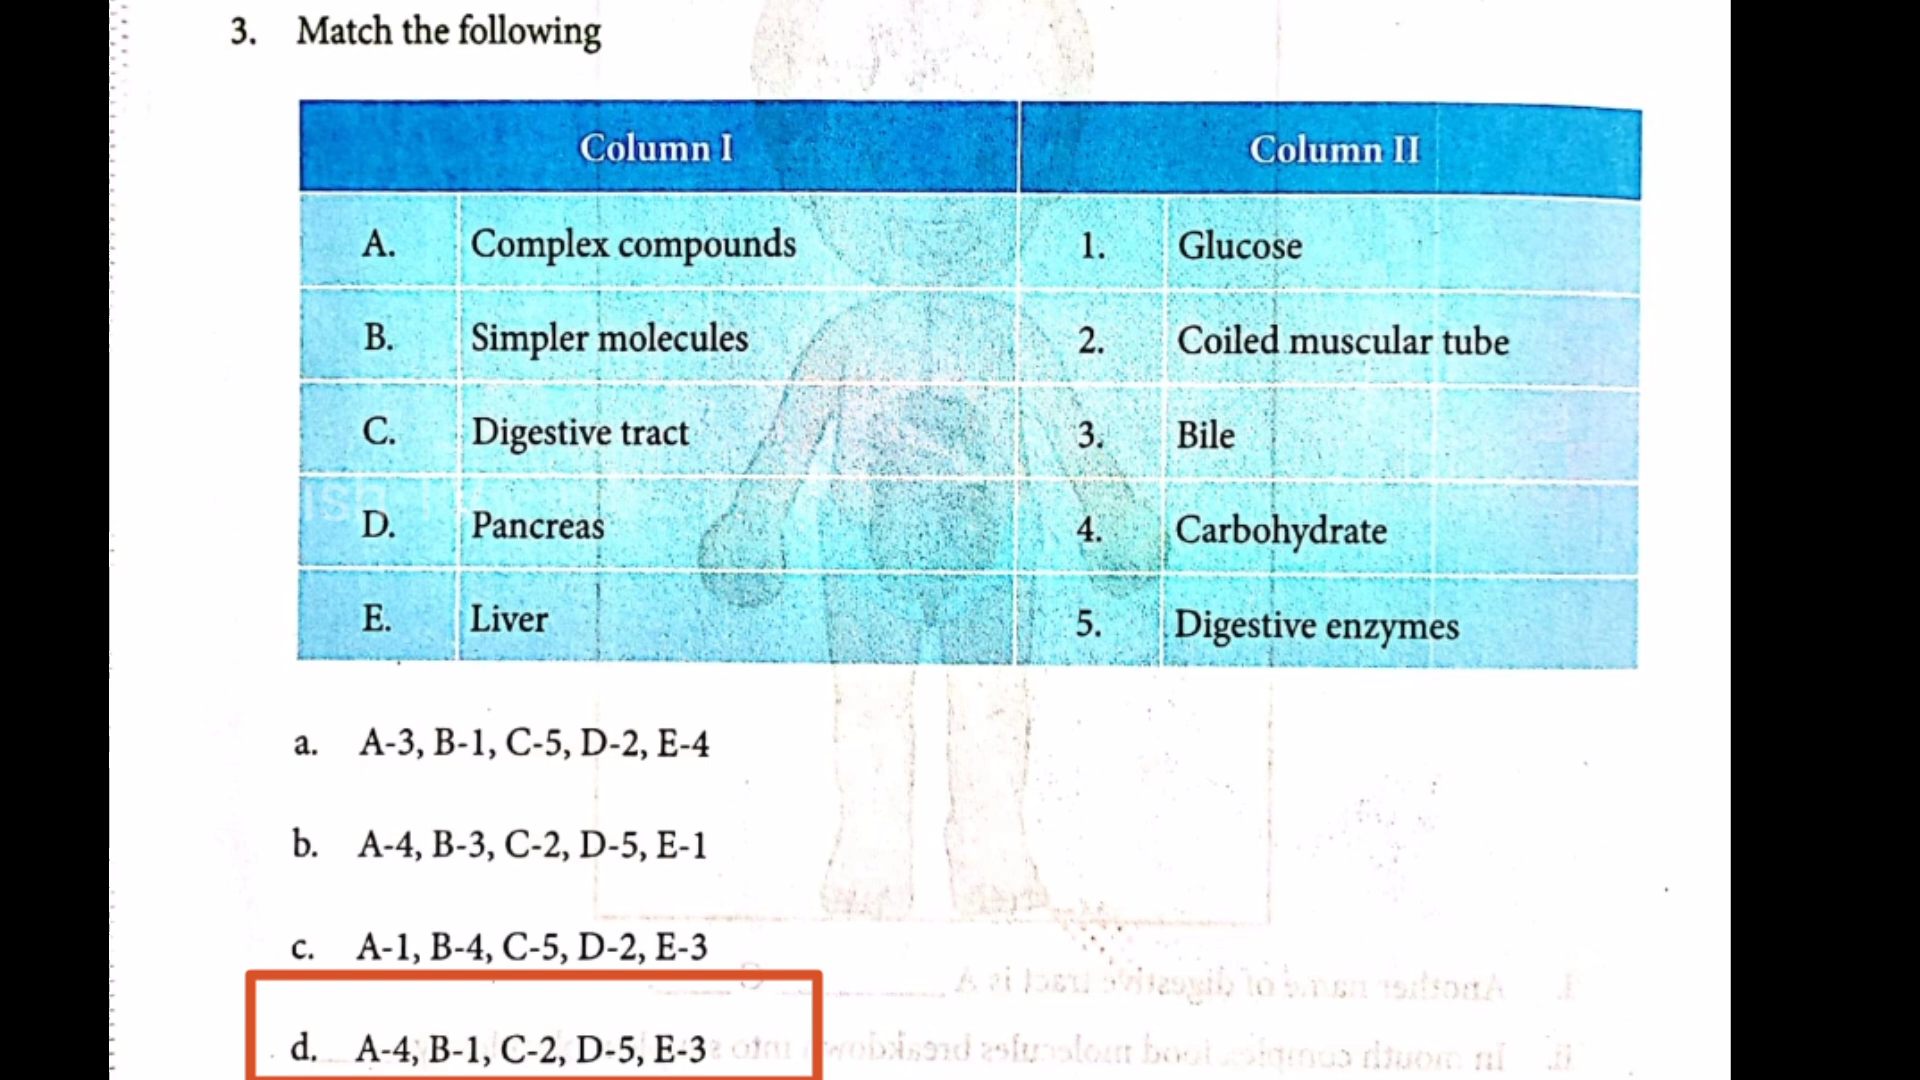 3. Match the following
Column I Column II
A. Complex compounds 1. Glucose
B. Simpler molecules 2. Coiled muscular tube
C. Digestive tract 3. Bile
D. Pancreas 4. Carbohydrate
E. Liver 5. Digestive enzymes
a. A-3, B-1, C-5, D-2, E-4
b. A-4, B-3, C-2, D-5, E-1
c. A-1, B-4, C-5, D-2, E-3
d. A-4, B-1, C-2, D-5, E-3